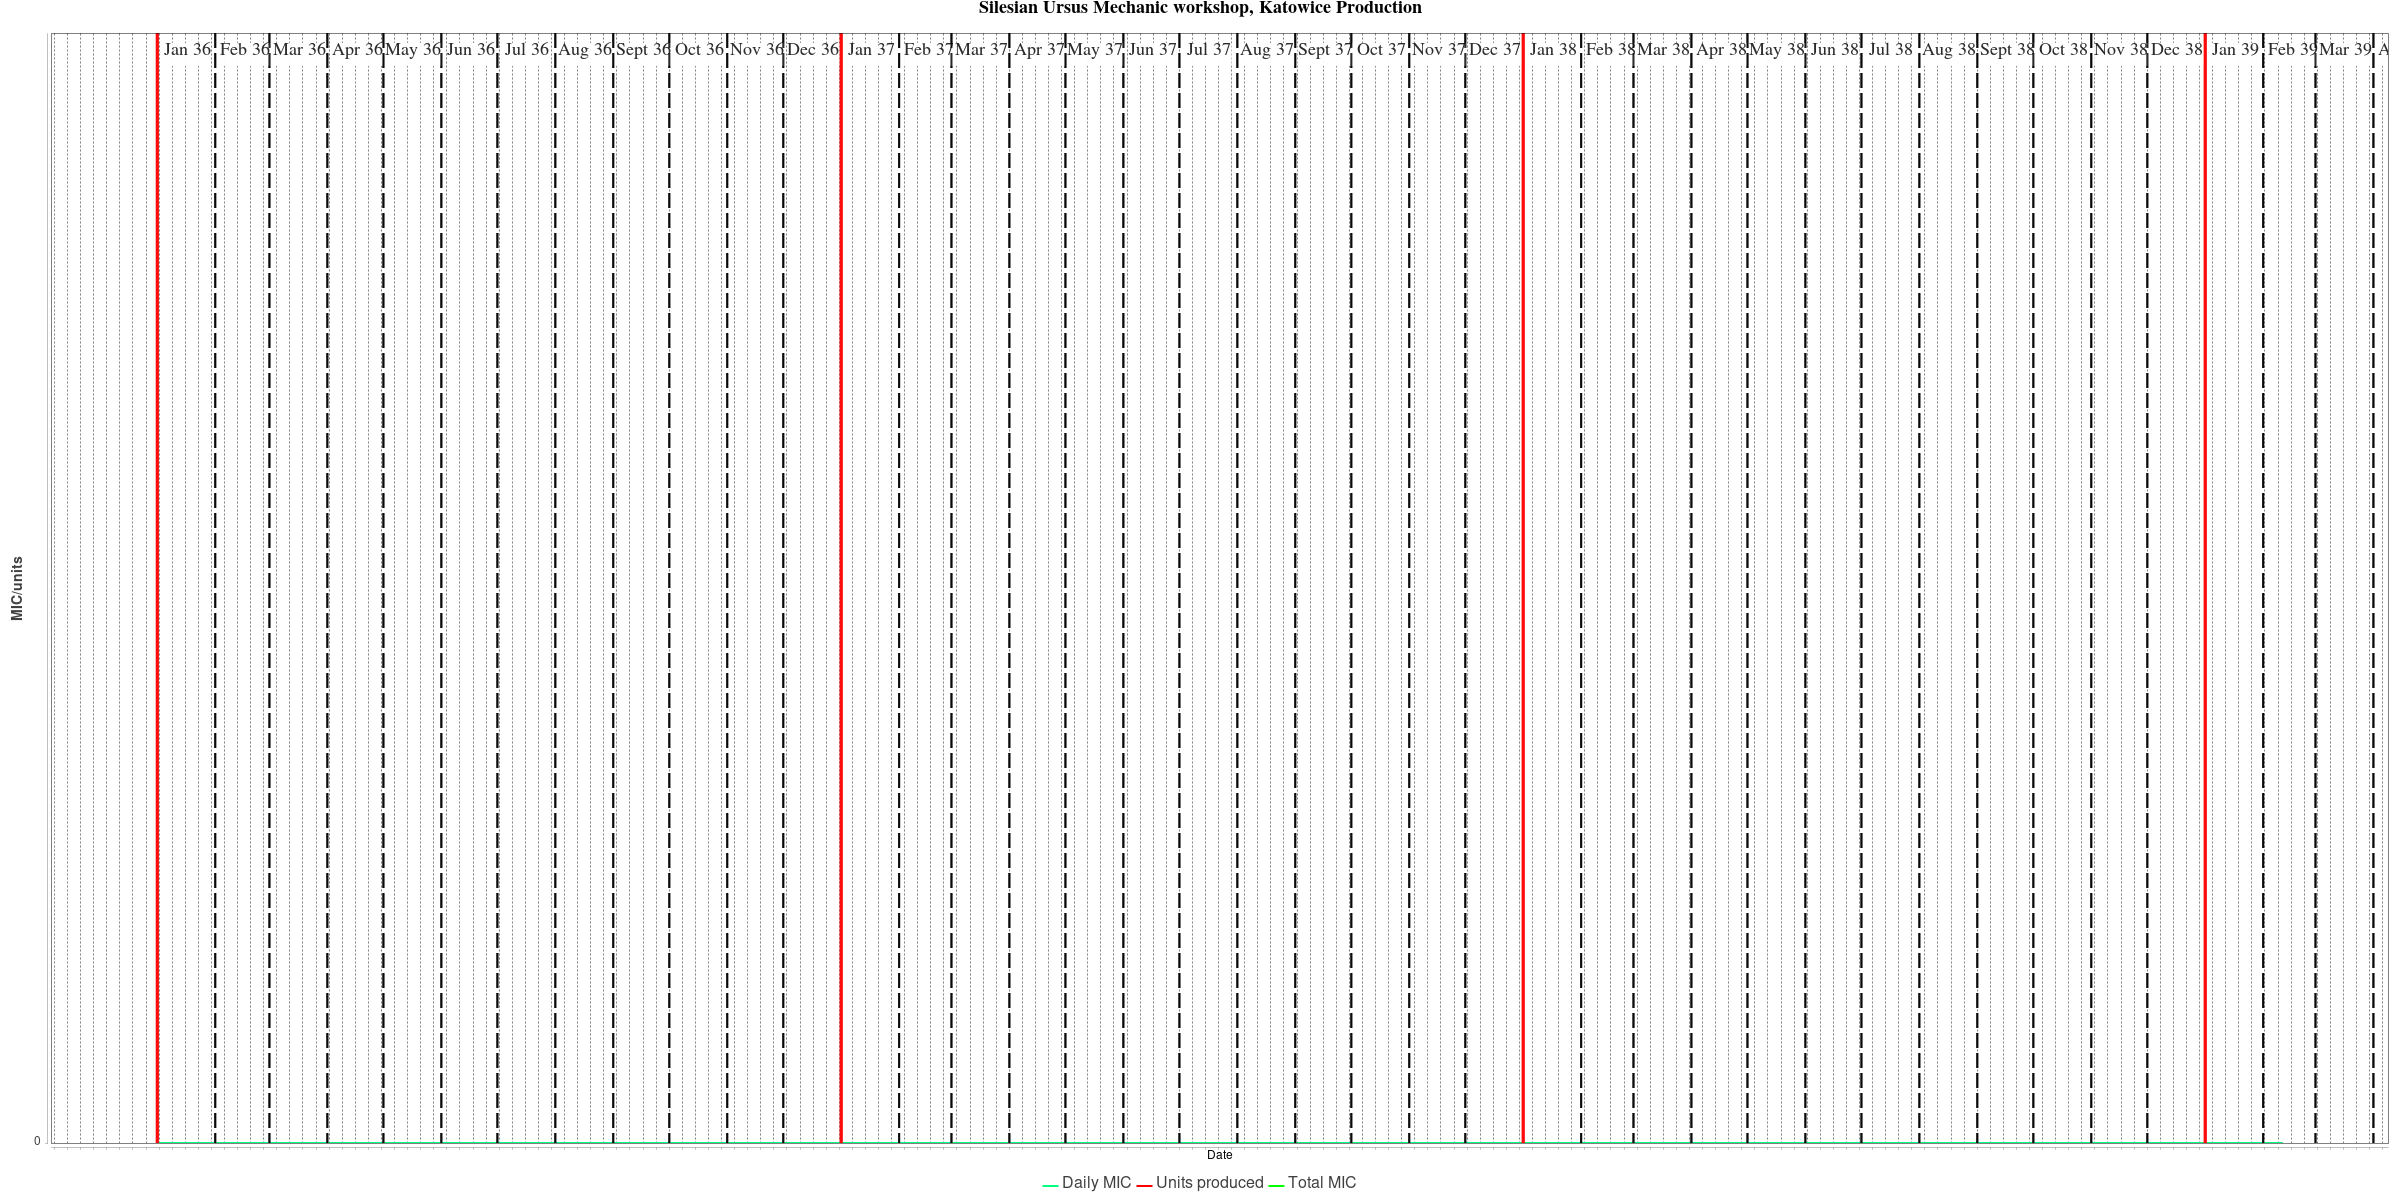 Silesian Ursus Mechanic workshop, Katowice Production
Jan 36 Feb 36 Mar 36 Apr 36 May 36 Jun 36 Jul 36 Aug 36 Sept 36 Oct 36 Nov 36 Dec 36 Jan 37 Feb 37 Mar 37 Apr 37 May 37 Jun 37 Jul 37 Aug 37 Sept 37 Oct 37 Nov 37 Dec 37 Jan 38 Feb 38 Mar 38 Apr 38 May 38 Jun 38 Jul 38 Aug 38 Sept 38 Oct 38 Nov 38 Dec 38 Jan 39 Feb 39 Mar 39 A
MIC/units
0
Date
Daily MIC Units produced Total MIC